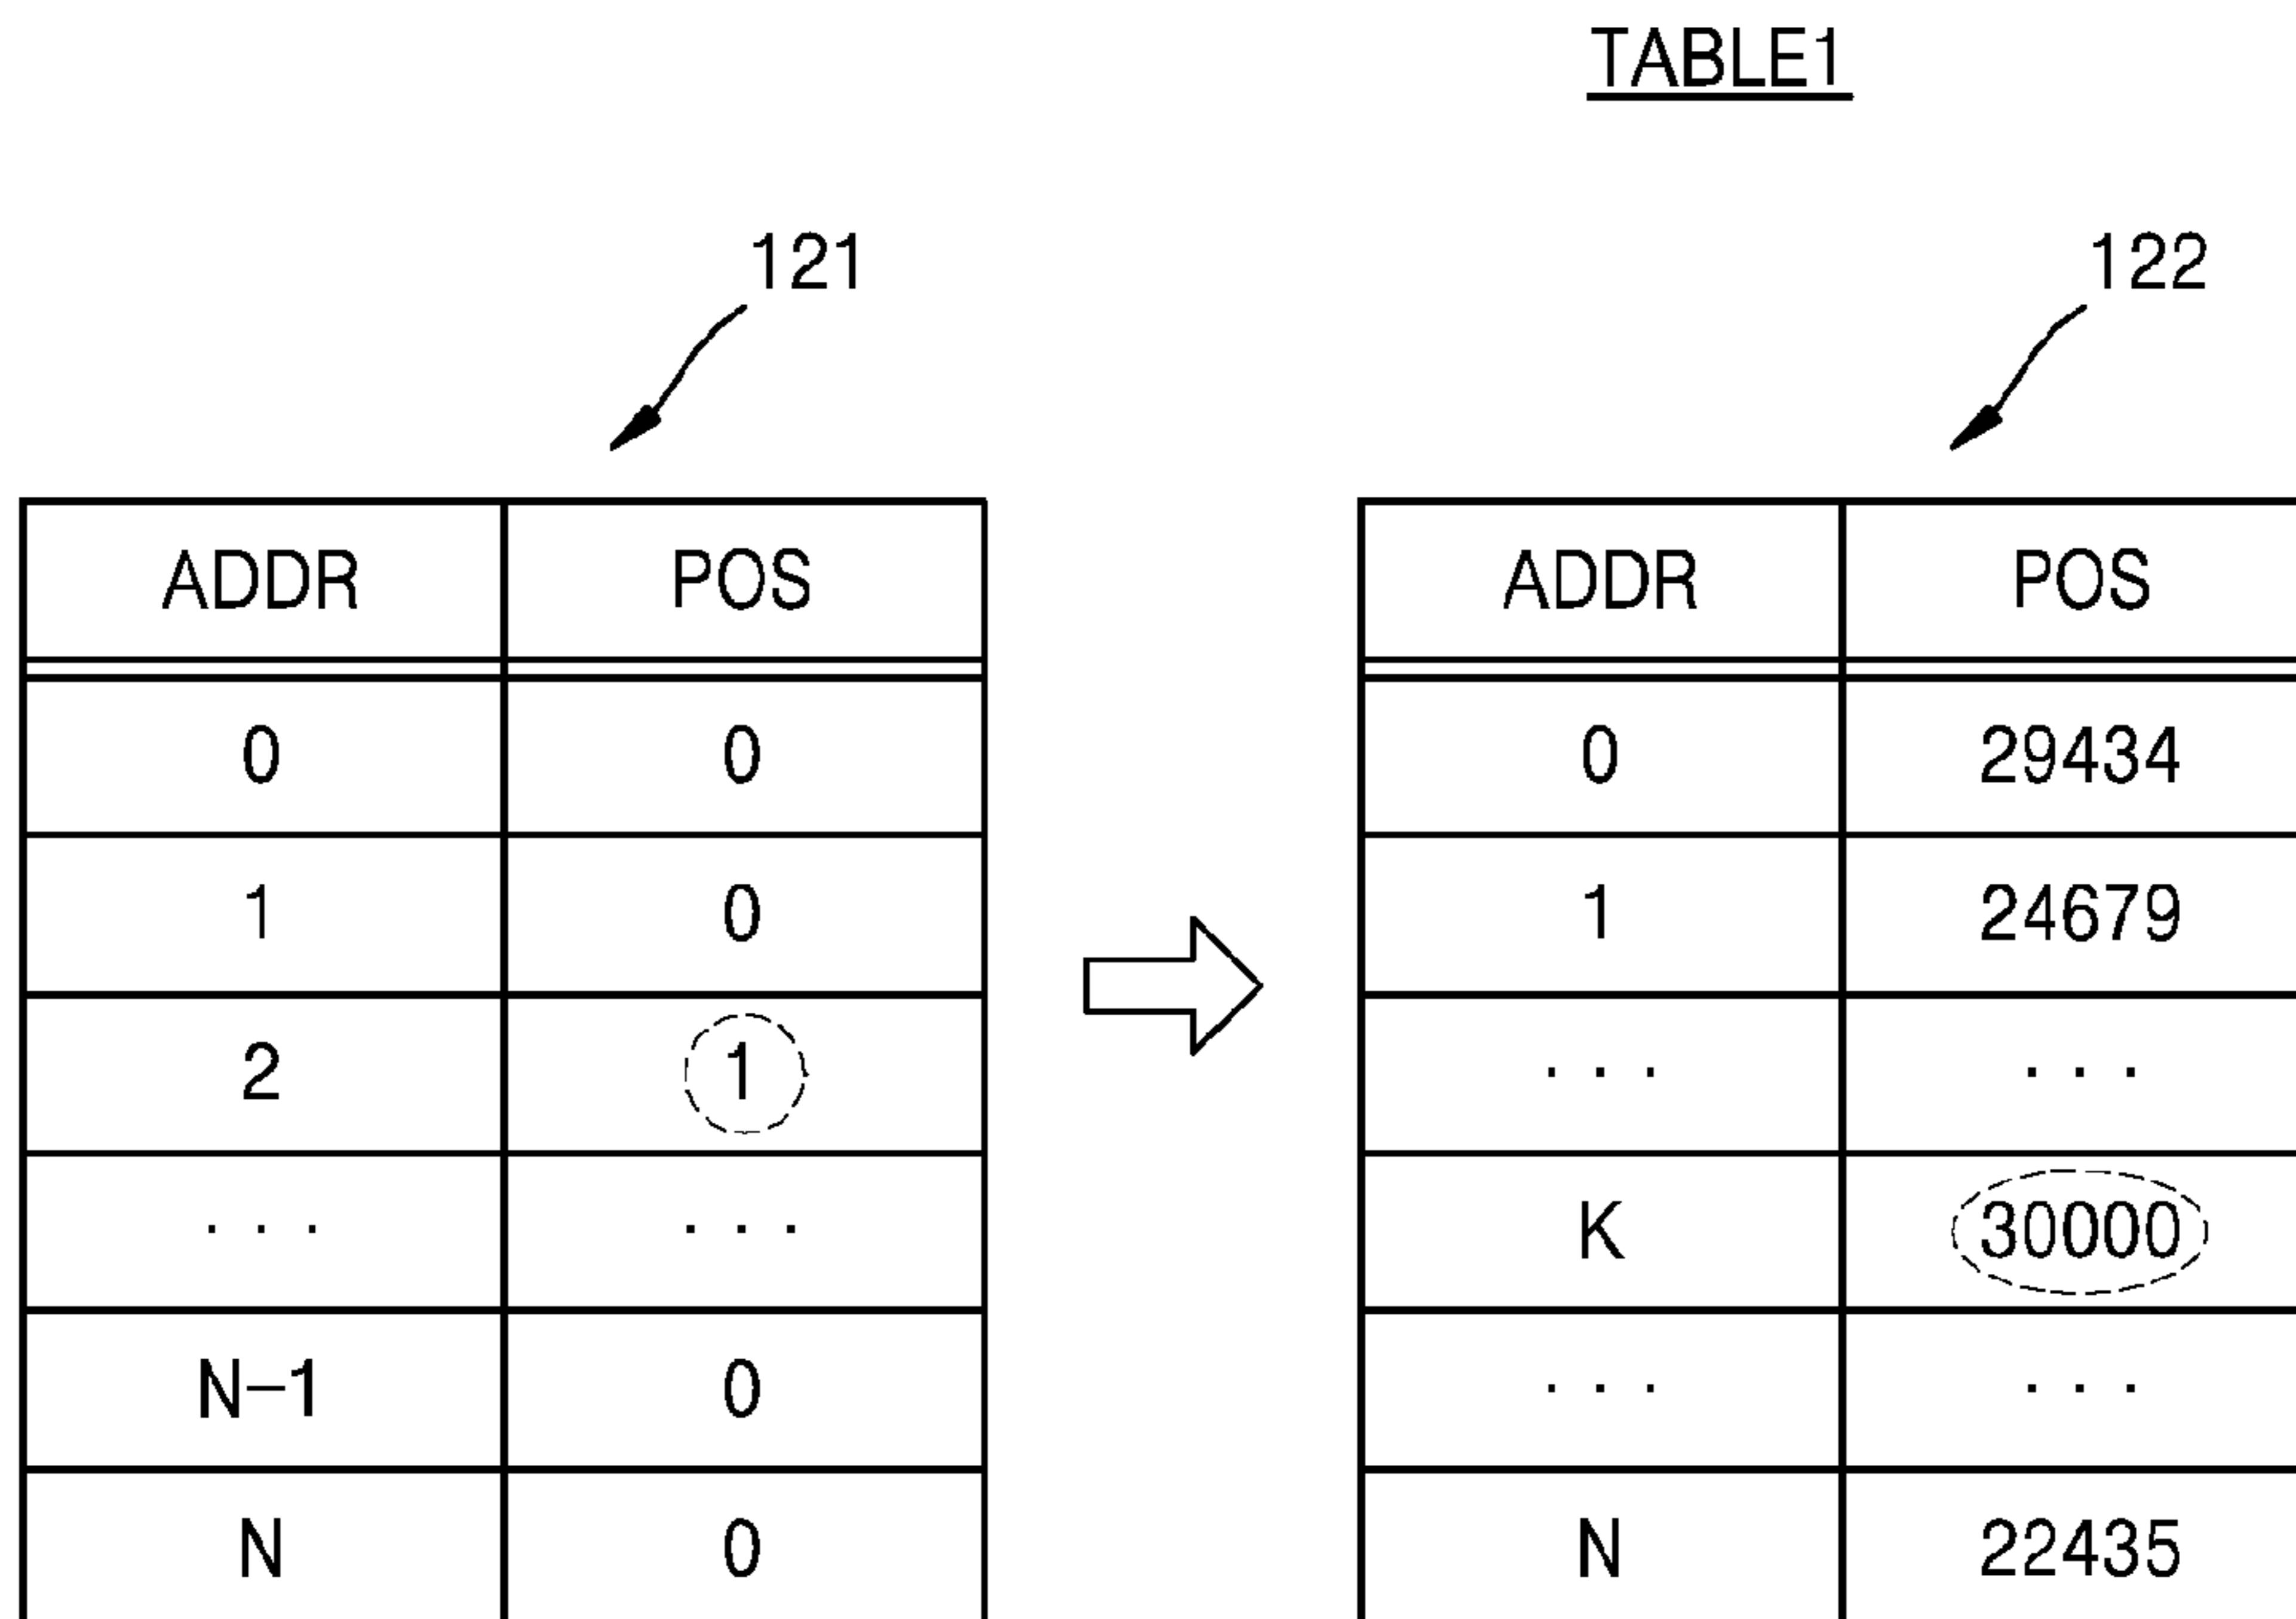 TABLE1
121
122
ADDR POS
0 0
1 0
2 1
... ...
N-1 0
N 0
ADDR POS
0 29434
1 24679
... ...
K 30000
... ...
N 22435